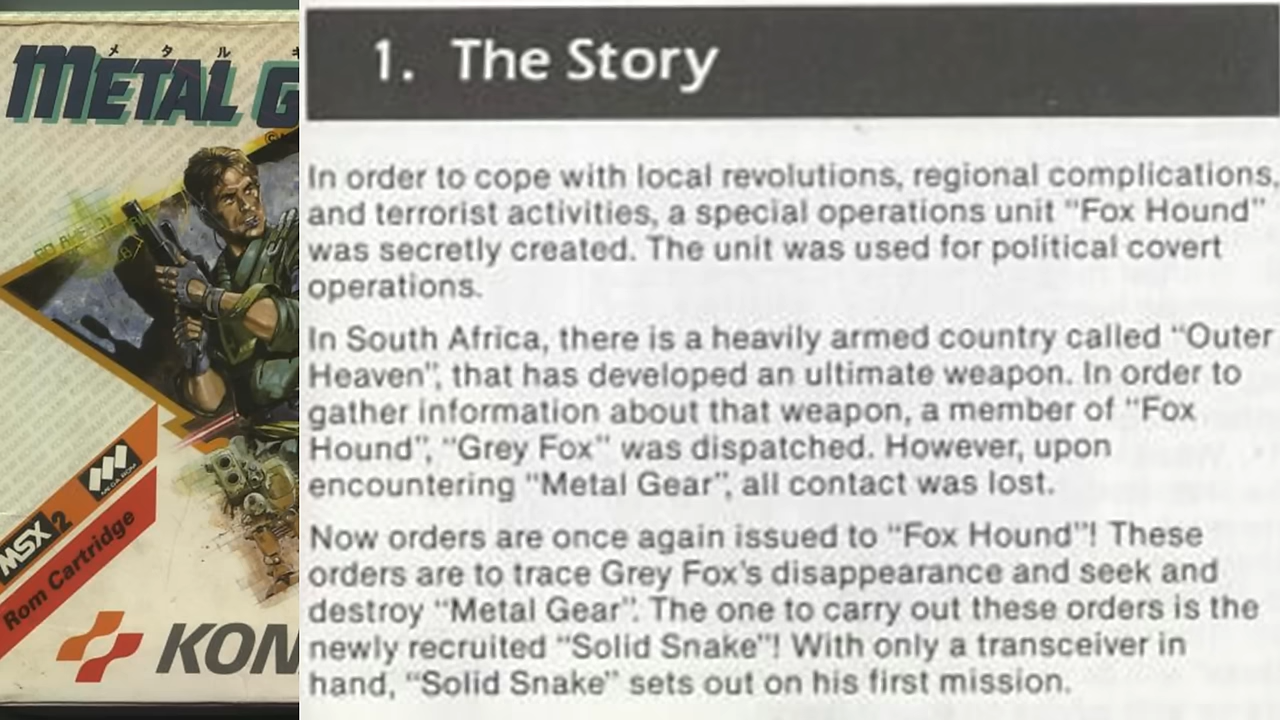 メタルギ
METAL G
MEGA ROM
MSX2
Rom Cartridge
KON
1. The Story
In order to cope with local revolutions, regional complications,
and terrorist activities, a special operations unit “Fox Hound”
was secretly created. The unit was used for political covert
operations.
In South Africa, there is a heavily armed country called “Outer
Heaven”, that has developed an ultimate weapon. In order to
gather information about that weapon, a member of “Fox
Hound”, “Grey Fox” was dispatched. However, upon
encountering “Metal Gear”, all contact was lost.
Now orders are once again issued to “Fox Hound”! These
orders are to trace Grey Fox’s disappearance and seek and
destroy “Metal Gear”. The one to carry out these orders is the
newly recruited “Solid Snake”! With only a transceiver in
hand, “Solid Snake” sets out on his first mission.